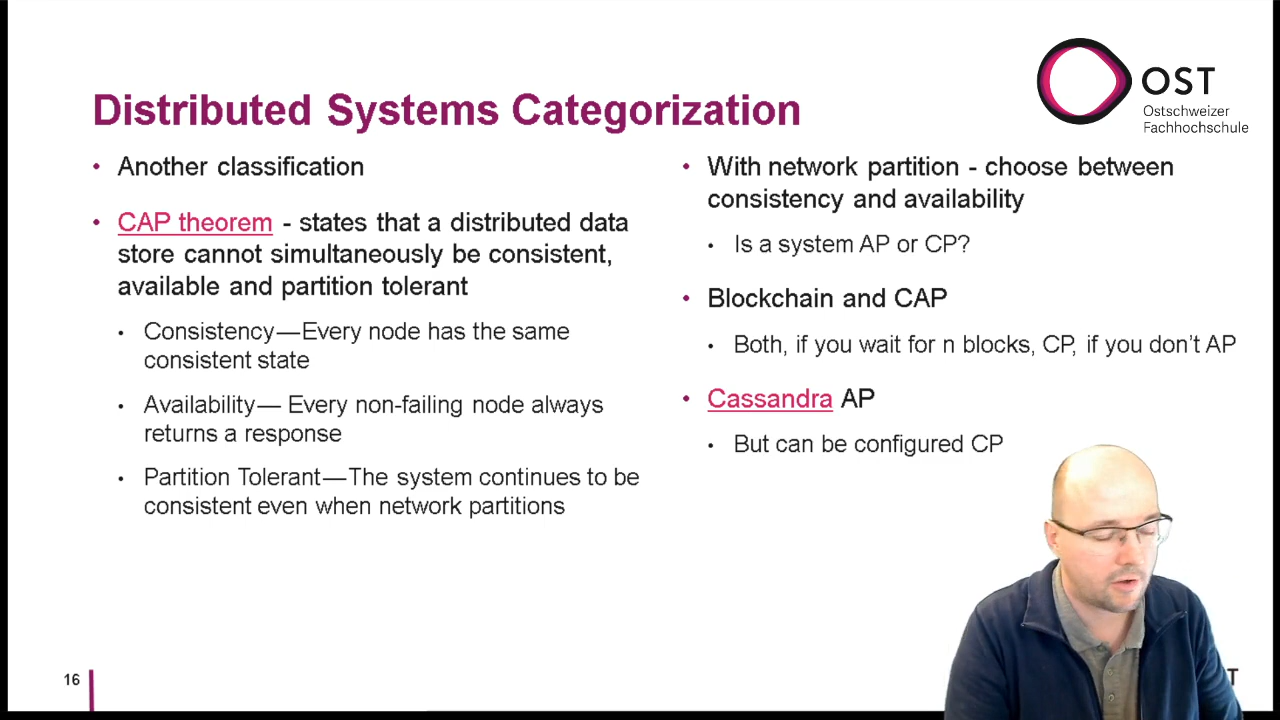 OST
Ostschweizer
Fachhochschule
Distributed Systems Categorization
• Another classification
• CAP theorem - states that a distributed data
store cannot simultaneously be consistent,
available and partition tolerant
• Consistency—Every node has the same
consistent state
• Availability— Every non-failing node always
returns a response
• Partition Tolerant—The system continues to be
consistent even when network partitions
• With network partition - choose between
consistency and availability
• Is a system AP or CP?
• Blockchain and CAP
• Both, if you wait for n blocks, CP, if you don't AP
• Cassandra AP
• But can be configured CP
16
T